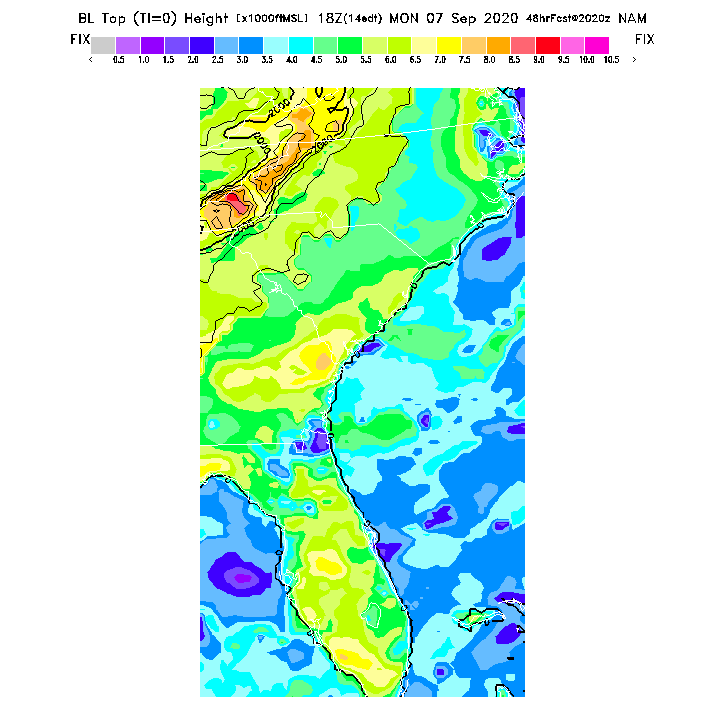 BL Top (TI=0) Height [x1000ftMSL] 18Z(14edt) MON 07 Sep 2020 48hrFcst@2020z NAM
FIX FIX
< 0.5 1.0 1.5 2.0 2.5 3.0 3.5 4.0 4.5 5.0 5.5 6.0 6.5 7.0 7.5 8.0 8.5 9.0 9.5 10.0 10.5 >
2000
2000
2000